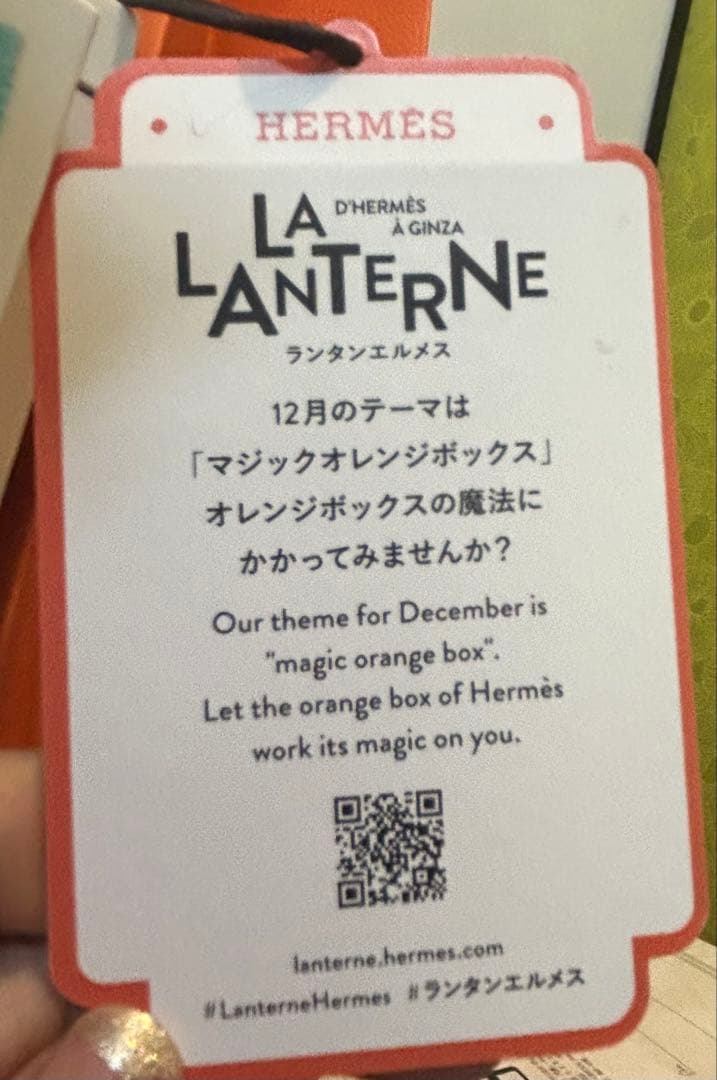 HERMÈS
LA D'HERMÈS
À GINZA
LANTERNE
ランタンエルメス
12月のテーマは
「マジックオレンジボックス」
オレンジボックスの魔法に
かかってみませんか？
Our theme for December is
"magic orange box".
Let the orange box of Hermès
work its magic on you.
lanterne.hermes.com
#LanterneHermes #ランタンエルメス